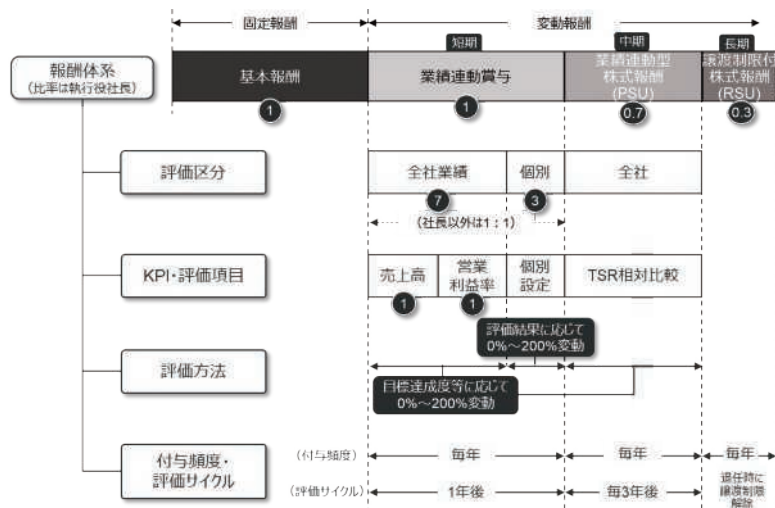 固定報酬
変動報酬
短期
中期
長期
報酬体系
(比率は執行役社長)
基本報酬
1
業績連動賞与
1
業績連動型
株式報酬
(PSU)
0.7
譲渡制限付
株式報酬
(RSU)
0.3
評価区分
全社業績
7
個別
3
全社
(社長以外は1:1)
KPI・評価項目
売上高
1
営業
利益率
1
個別
設定
TSR相対比較
評価方法
評価結果に応じて
0%~200%変動
目標達成度等に応じて
0%~200%変動
付与頻度・
評価サイクル
(付与頻度)
毎年
毎年
毎年
(評価サイクル)
1年後
毎3年後
退任時に
譲渡制限
解除